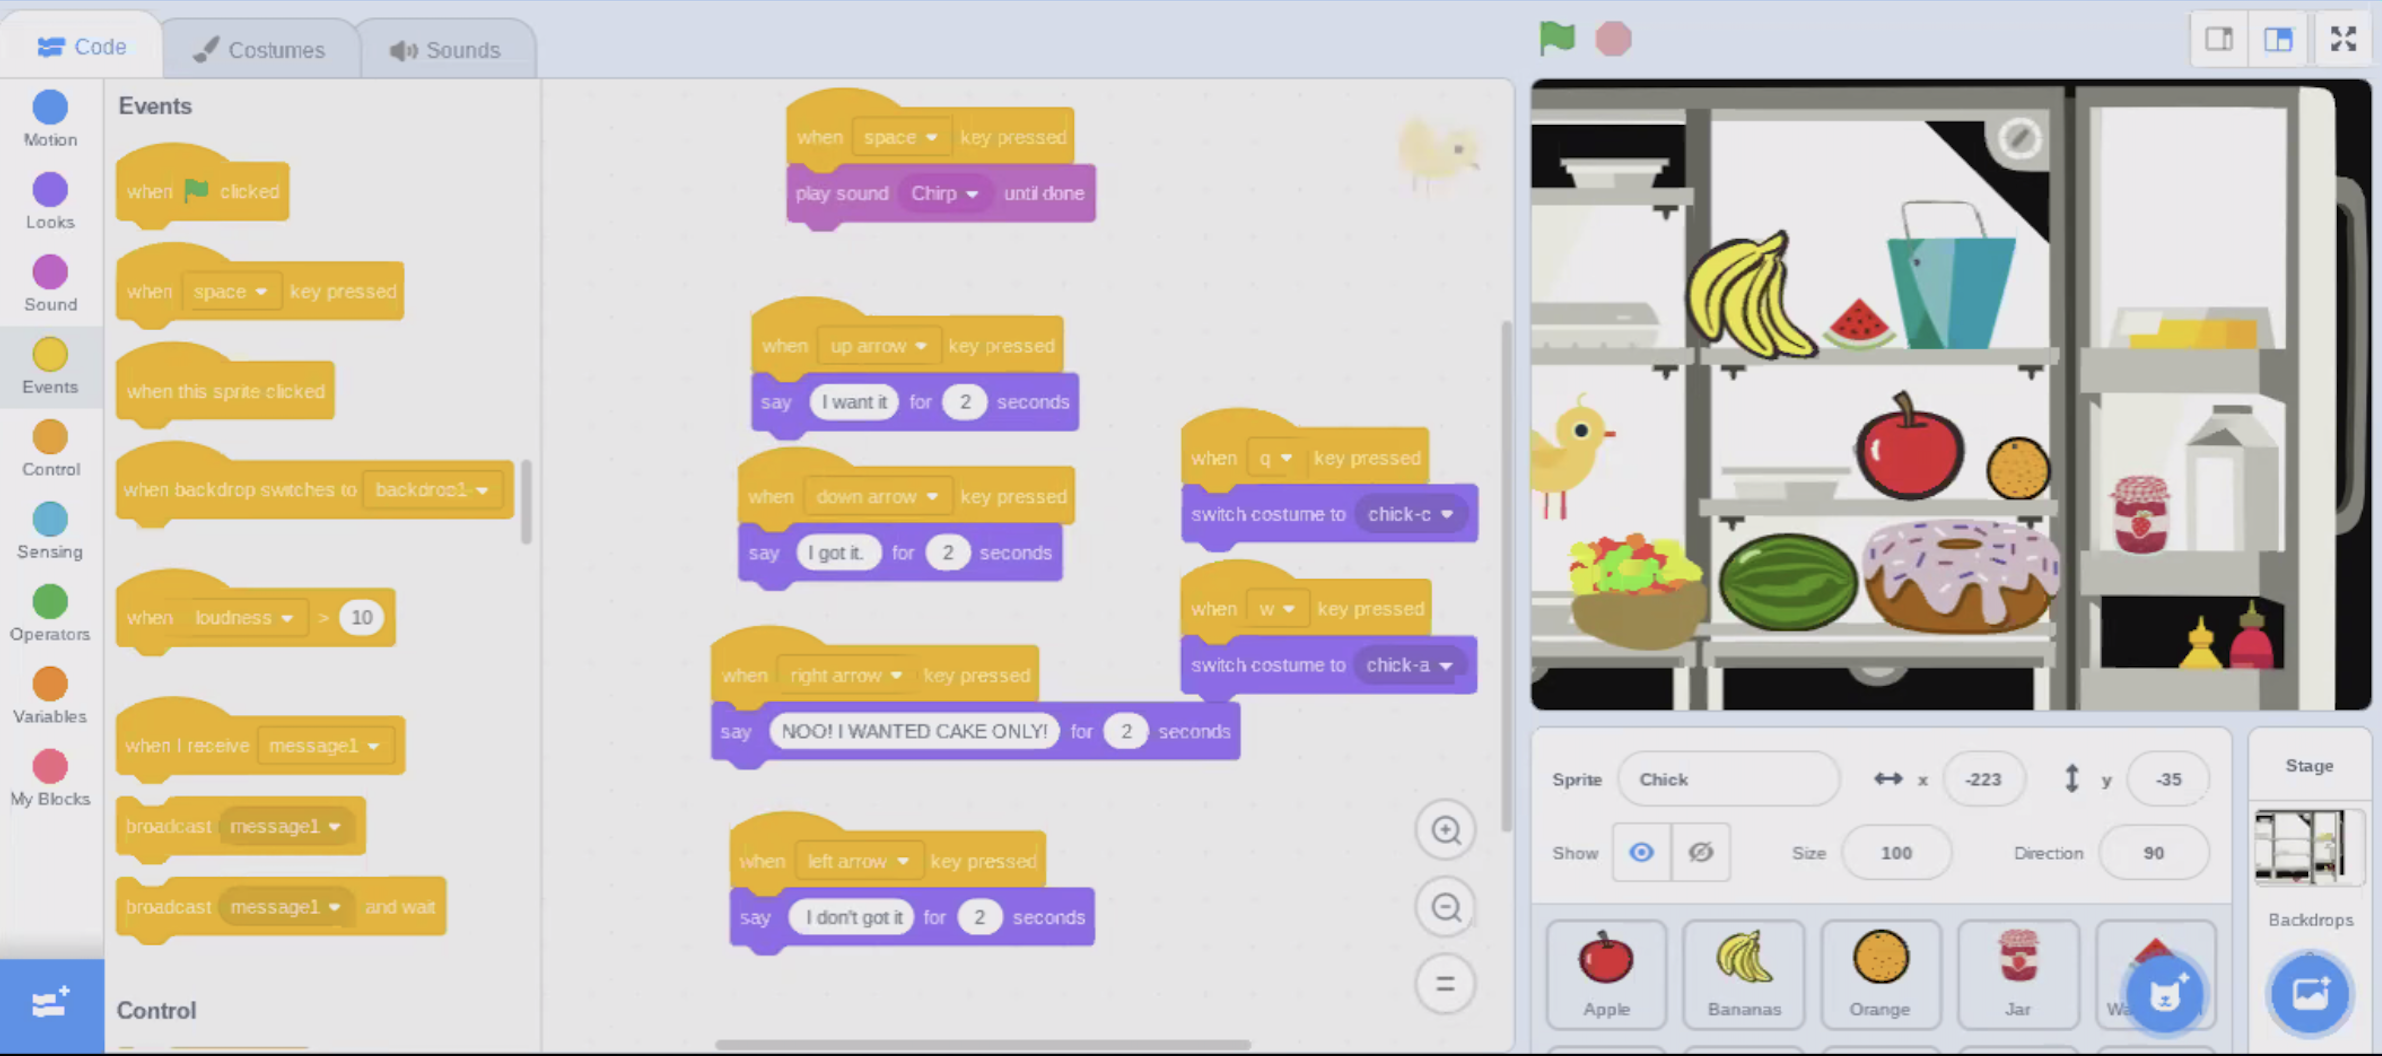 Code
Costumes
Sounds
Motion
Looks
Sound
Events
Control
Sensing
Operators
Variables
My Blocks
Events
when clicked
when space key pressed
when this sprite clicked
when backdrop switches to backdrop1
when loudness > 10
when I receive message1
broadcast message1
broadcast message1 and wait
Control
when space key pressed
play sound Chirp until done
when up arrow key pressed
say I want it for 2 seconds
when down arrow key pressed
say I got it. for 2 seconds
when right arrow key pressed
say NOO! I WANTED CAKE ONLY! for 2 seconds
when left arrow key pressed
say I don't got it for 2 seconds
when q key pressed
switch costume to chick-c
when w key pressed
switch costume to chick-a
Sprite Chick x -223 y -35
Show Size 100 Direction 90
Apple
Bananas
Orange
Jar
Stage
Backdrops